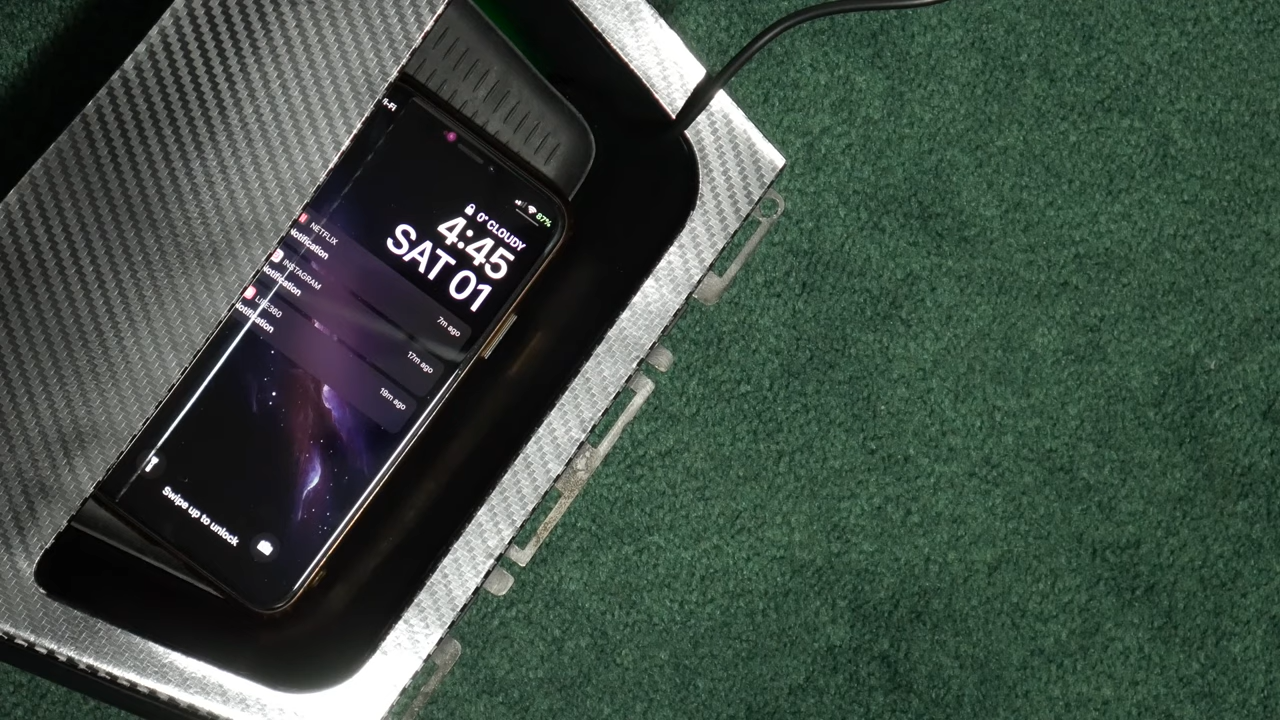 87%
0° CLOUDY
4:45
SAT 01
NETFLIX
Notification
7m ago
INSTAGRAM
Notification
17m ago
LIFE360
Notification
19m ago
Swipe up to unlock